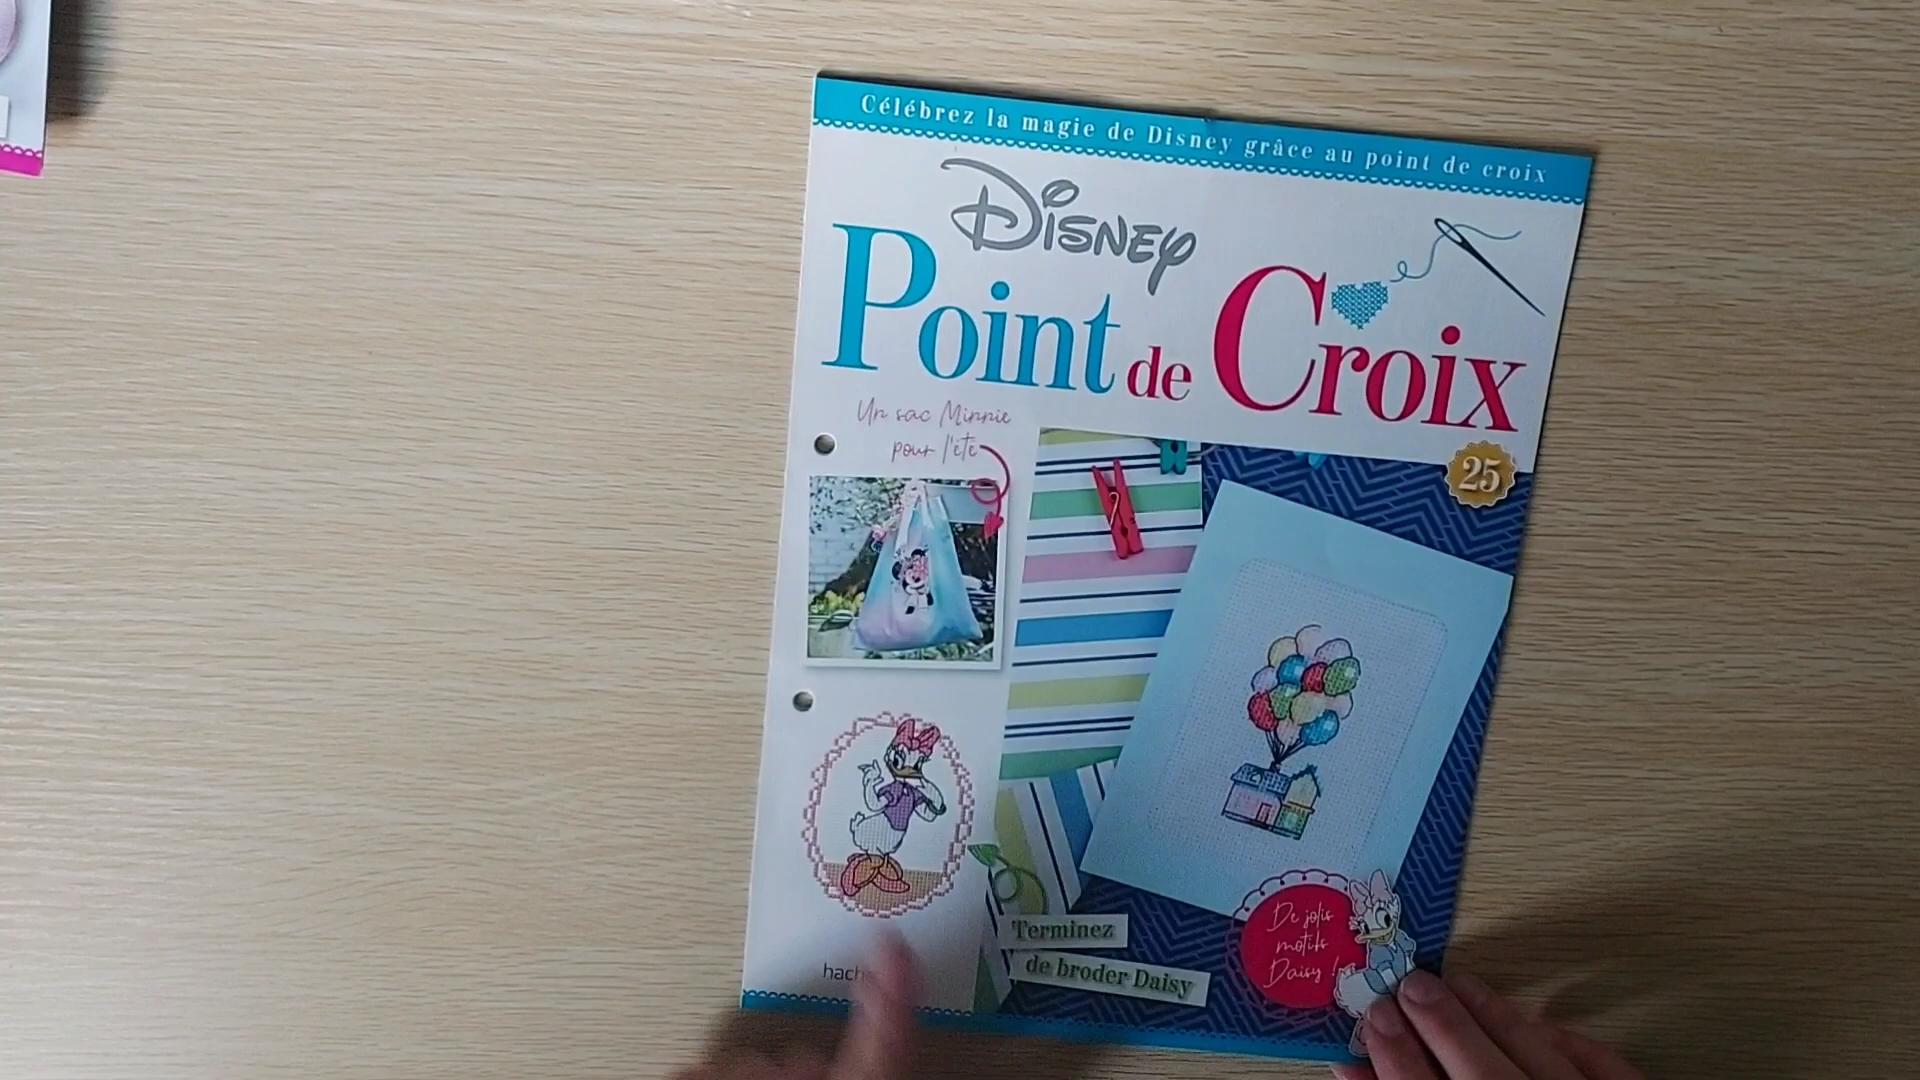 Célébrez la magie de Disney grâce au point de croix
Disney
Point de Croix
Un sac Minnie
pour l'été
25
Terminez
de broder Daisy
De jolis
motifs
Daisy !